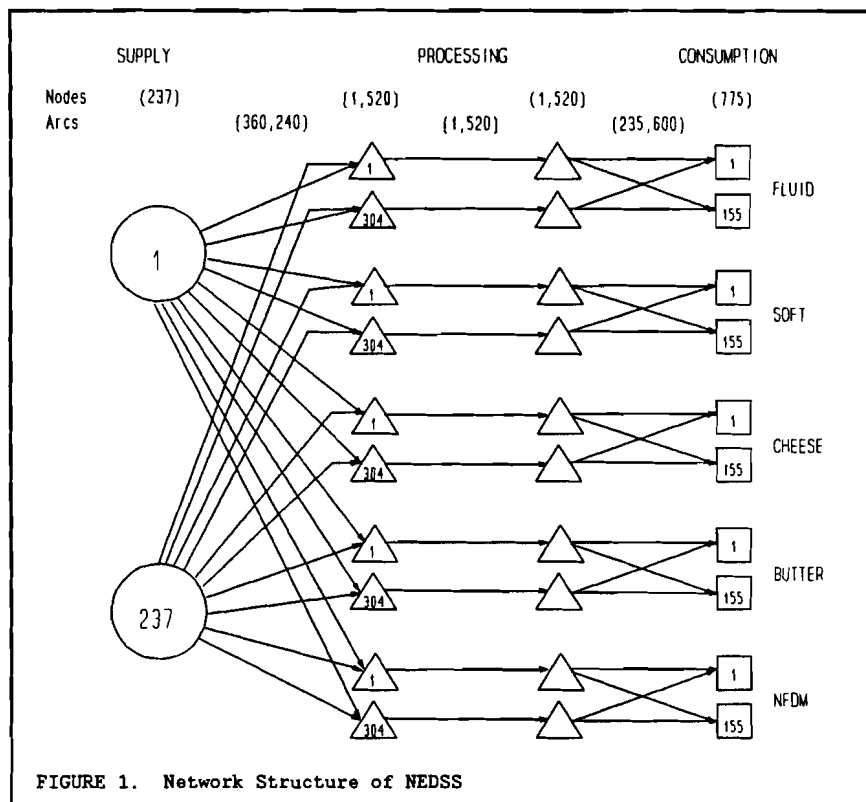 SUPPLY PROCESSING CONSUMPTION
Nodes (237) (1,520) (1,520) (775)
Arcs (360,240) (1,520) (235,600)
1
304
1
155
FLUID
1
1
304
1
155
SOFT
1
304
1
155
CHEESE
237
1
304
1
155
BUTTER
1
304
1
155
NFDM
FIGURE 1. Network Structure of NEDSS